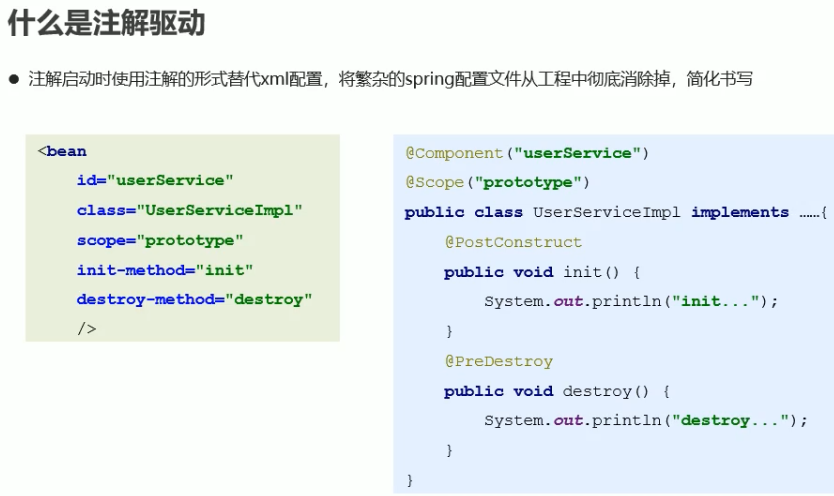 什么是注解驱动
● 注解启动时使用注解的形式替代xml配置，将繁杂的spring配置文件从工程中彻底消除掉，简化书写
<bean
id="userService"
class="UserServiceImpl"
scope="prototype"
init-method="init"
destroy-method="destroy"
/>
@Component("userService")
@Scope("prototype")
public class UserServiceImpl implements ……{
@PostConstruct
public void init() {
System.out.println("init...");
}
@PreDestroy
public void destroy() {
System.out.println("destroy...");
}
}